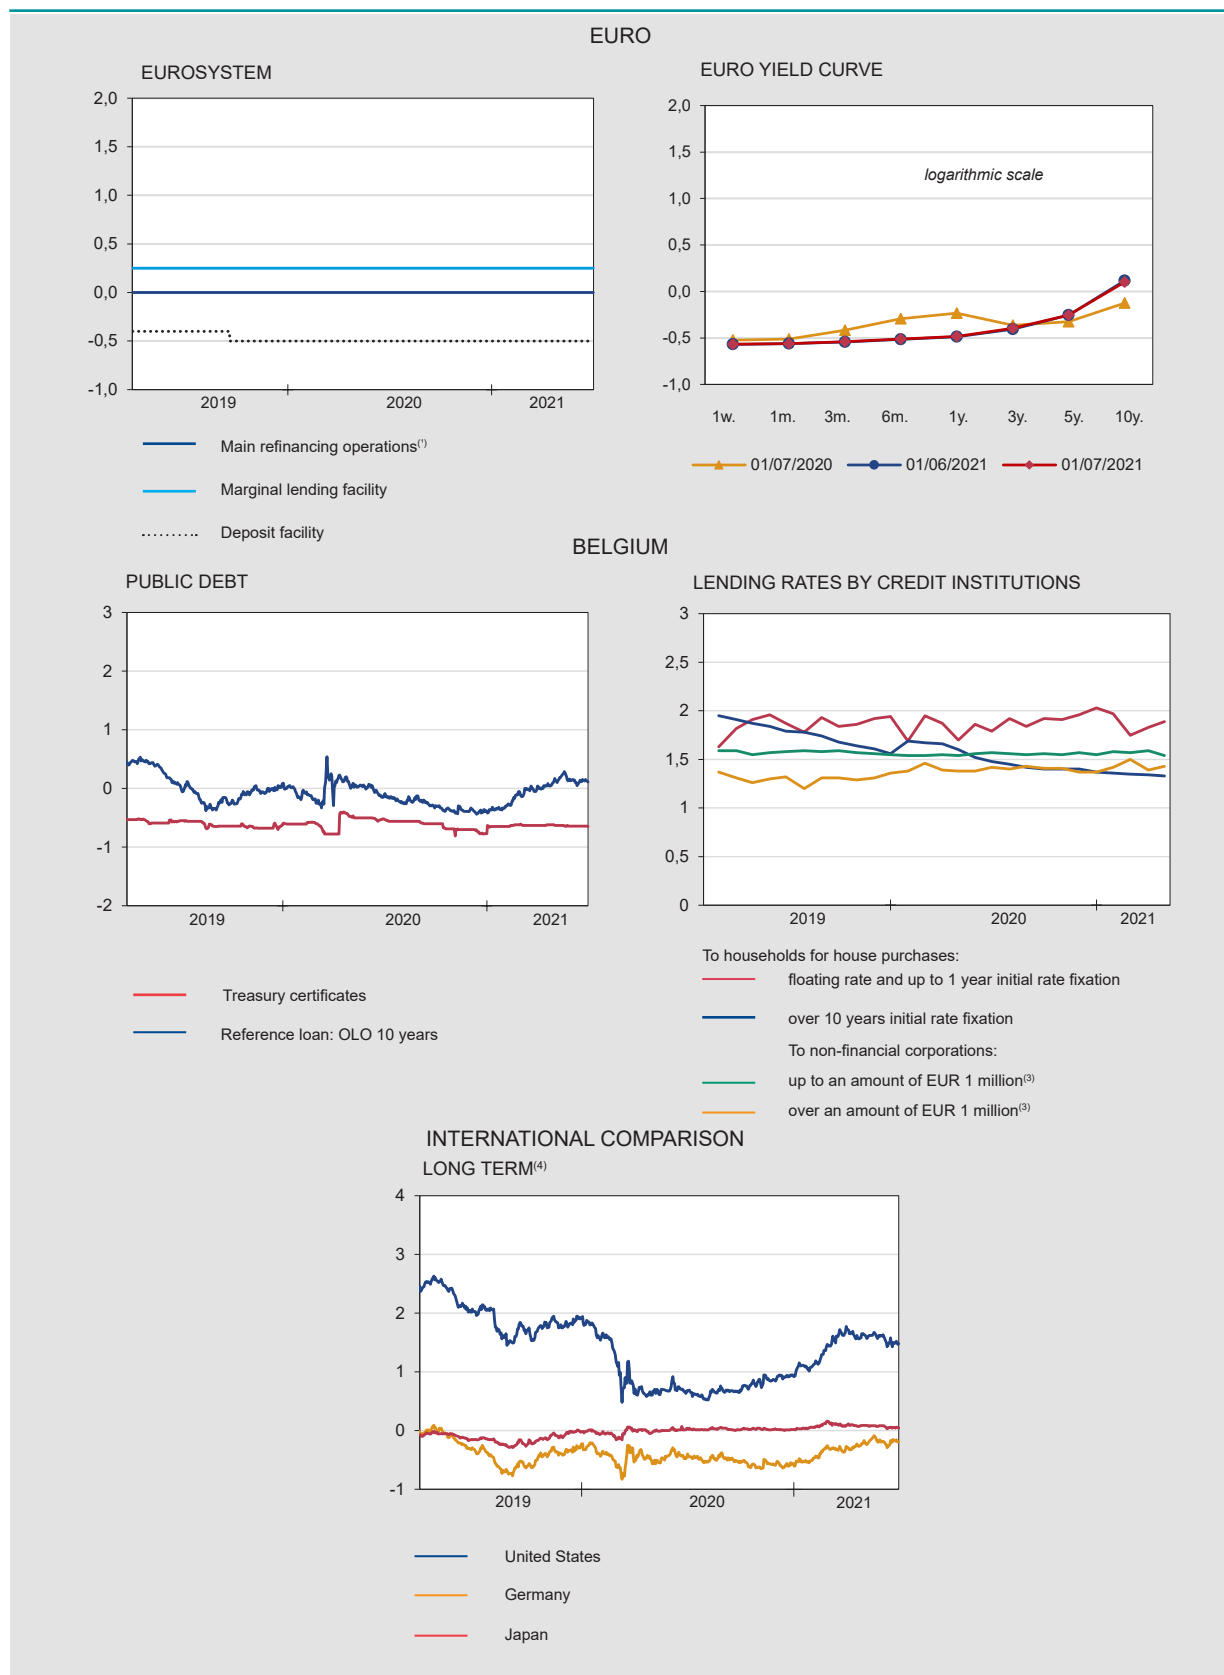 EURO
EUROSYSTEM
2,0
1,5
1,0
0,5
0,0
-0,5
-1,0
2019 2020 2021
Main refinancing operations(¹)
Marginal lending facility
Deposit facility
EURO YIELD CURVE
2,0
1,5
1,0
0,5
0,0
-0,5
-1,0
logarithmic scale
1w. 1m. 3m. 6m. 1y. 3y. 5y. 10y.
01/07/2020 01/06/2021 01/07/2021
BELGIUM
PUBLIC DEBT
3
2
1
0
-1
-2
2019 2020 2021
Treasury certificates
Reference loan: OLO 10 years
LENDING RATES BY CREDIT INSTITUTIONS
3
2,5
2
1,5
1
0,5
0
2019 2020 2021
To households for house purchases:
floating rate and up to 1 year initial rate fixation
over 10 years initial rate fixation
To non-financial corporations:
up to an amount of EUR 1 million(3)
over an amount of EUR 1 million(3)
INTERNATIONAL COMPARISON
LONG TERM(4)
4
3
2
1
0
-1
2019 2020 2021
United States
Germany
Japan